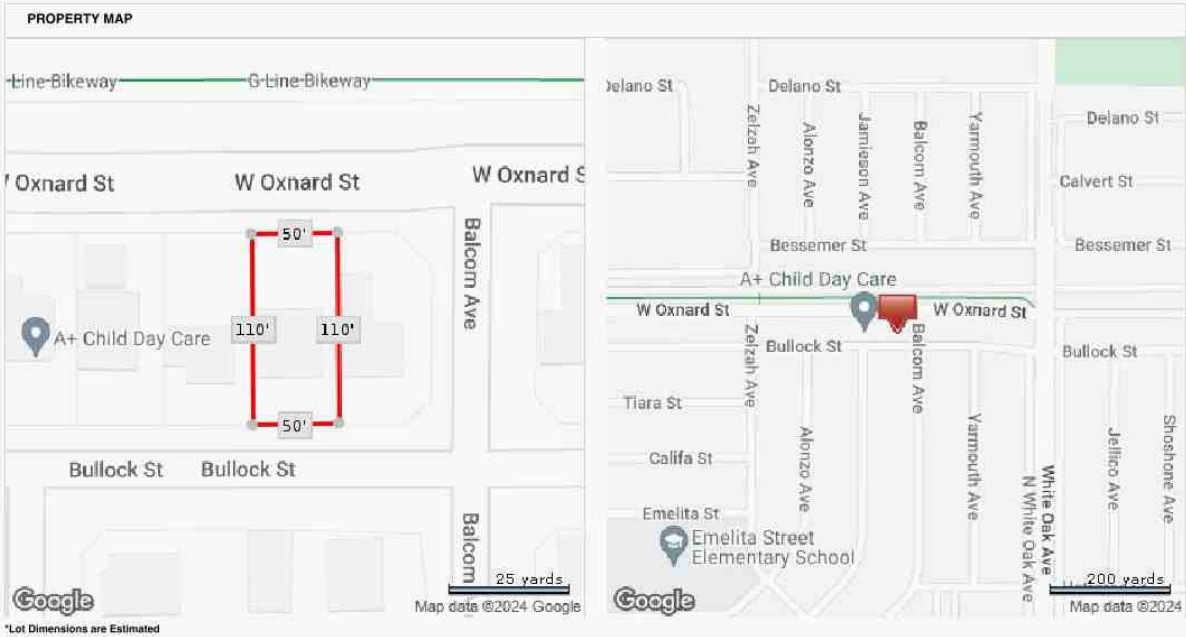 PROPERTY MAP
Line Bikeway
G Line Bikeway
W Oxnard St
W Oxnard St
W Oxnard S
Balcom Ave
50'
110'
110'
A+ Child Day Care
50'
Bullock St
Bullock St
Balcom
25 yards
Google
Map data ©2024 Google
Delano St
Delano St
Delano St
Zelzah Ave
Alonzo Ave
Jamieson Ave
Balcom Ave
Yarmouth Ave
Calvert St
Bessemer St
Bessemer St
A+ Child Day Care
W Oxnard St
W Oxnard St
Zelzah Ave
Bullock St
Balcom Ave
Bullock St
Tiara St
Alonzo Ave
Yarmouth Ave
Jellico Ave
Shoshone Ave
Califa St
White Oak Ave
N White Oak Ave
Emelita St
Emelita Street
Elementary School
200 yards
Google
Map data ©2024
*Lot Dimensions are Estimated